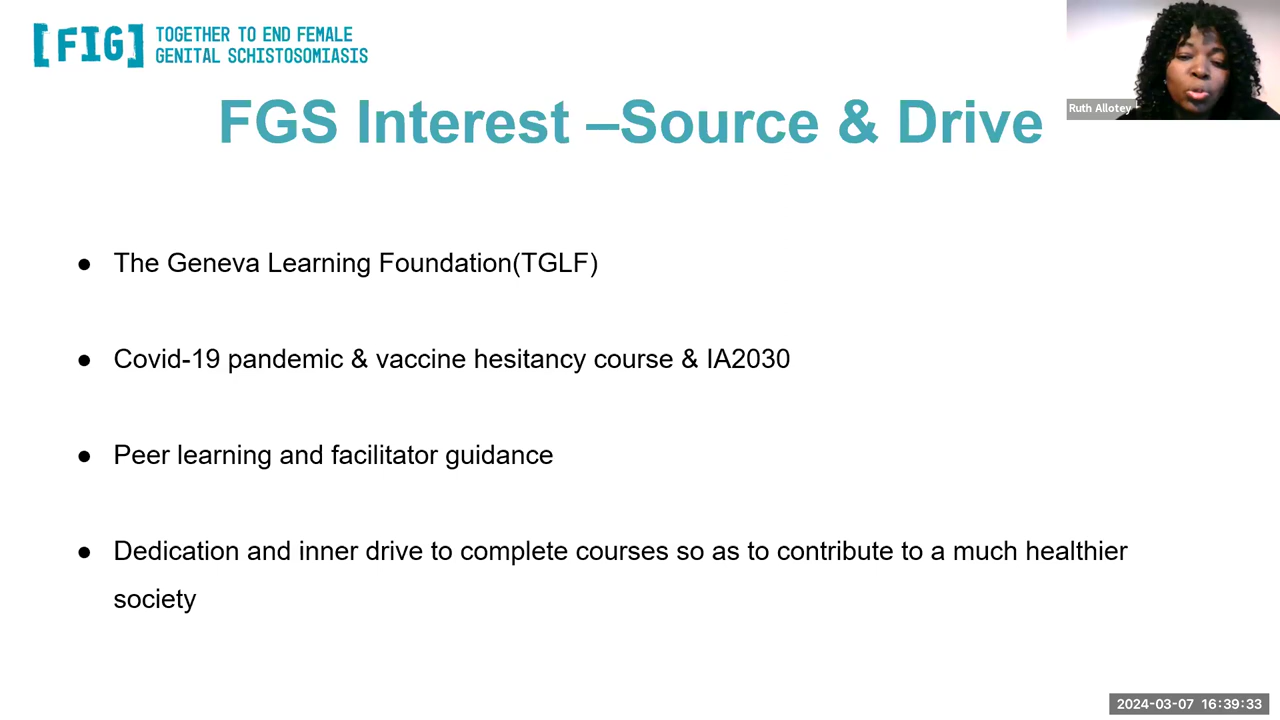 [FIG] TOGETHER TO END FEMALE
GENITAL SCHISTOSOMIASIS
Ruth Allotey
FGS Interest –Source & Drive
● The Geneva Learning Foundation(TGLF)
● Covid-19 pandemic & vaccine hesitancy course & IA2030
● Peer learning and facilitator guidance
● Dedication and inner drive to complete courses so as to contribute to a much healthier
society
2024-03-07 16:39:33